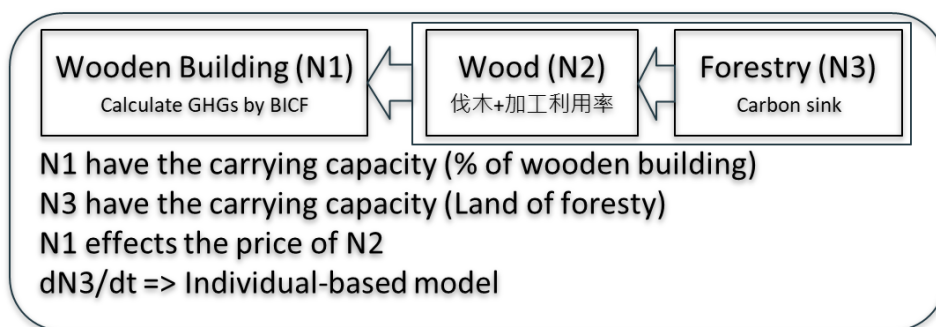 Wooden Building (N1)
Calculate GHGs by BICF
Wood (N2)
伐木+加工利用率
Forestry (N3)
Carbon sink
N1 have the carrying capacity (% of wooden building)
N3 have the carrying capacity (Land of foresty)
N1 effects the price of N2
dN3/dt => Individual-based model